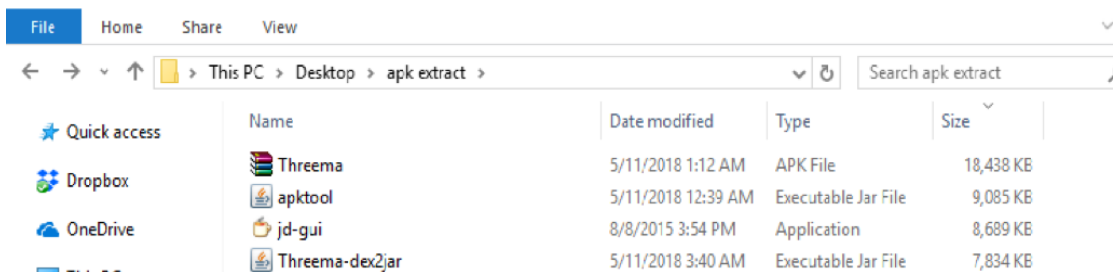 File Home Share View
This PC > Desktop > apk extract >
Search apk extract
Name Date modified Type Size
Quick access
Threema 5/11/2018 1:12 AM APK File 18,438 KB
Dropbox
apktool 5/11/2018 12:39 AM Executable Jar File 9,085 KB
OneDrive
jd-gui 8/8/2015 3:54 PM Application 8,689 KB
Threema-dex2jar 5/11/2018 3:40 AM Executable Jar File 7,834 KB